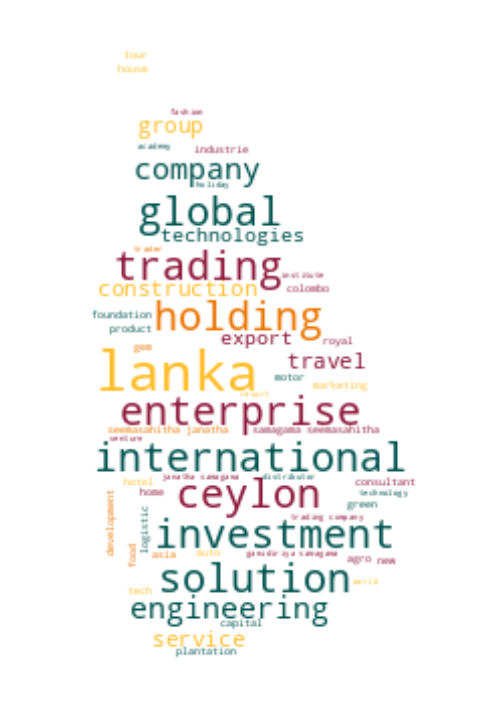 tour
house
fashion
group
academy
industrie
company
holiday
global
technologies
trader
trading
institute
construction
colombo
foundation
holding
product
export
royal
gem
lanka
travel
motor
marketing
resort
enterprise
seemasahitha janatha
samagama seemasahitha
venture
international
janatha samagama
distributor
hotel
consultant
home
ceylon
technology
development
logistic
green
trading company
investment
food
asia
auto
gamidiriya samagama
agro
new
solution
world
tech
engineering
capital
service
plantation